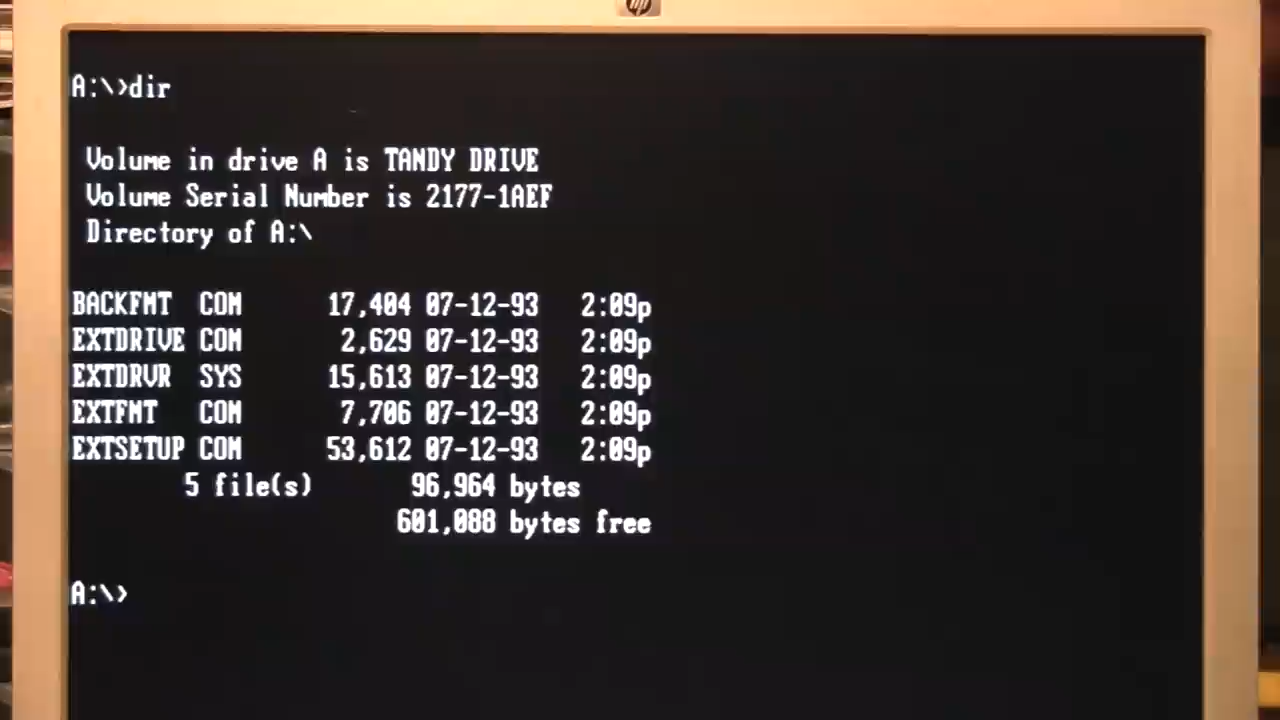 hp
A:\>dir
Volume in drive A is TANDY DRIVE
Volume Serial Number is 2177-1AEF
Directory of A:\
BACKFMT COM 17,404 07-12-93 2:09p
EXTDRIVE COM 2,629 07-12-93 2:09p
EXTDRVR SYS 15,613 07-12-93 2:09p
EXTFMT COM 7,706 07-12-93 2:09p
EXTSETUP COM 53,612 07-12-93 2:09p
5 file(s) 96,964 bytes
601,088 bytes free
A:\>